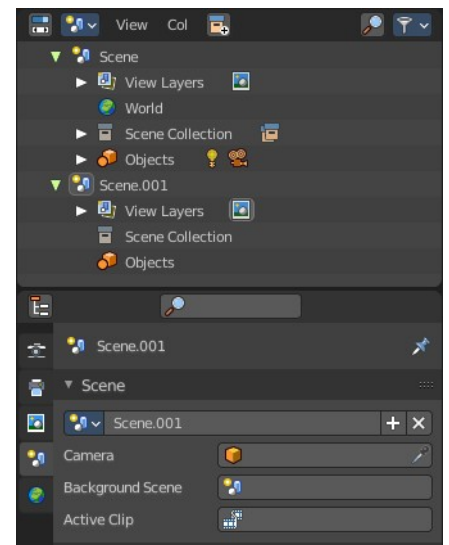 View Col
Scene
View Layers
World
Scene Collection
Objects
Scene.001
View Layers
Scene Collection
Objects
Scene.001
Scene
Scene.001
Camera
Background Scene
Active Clip